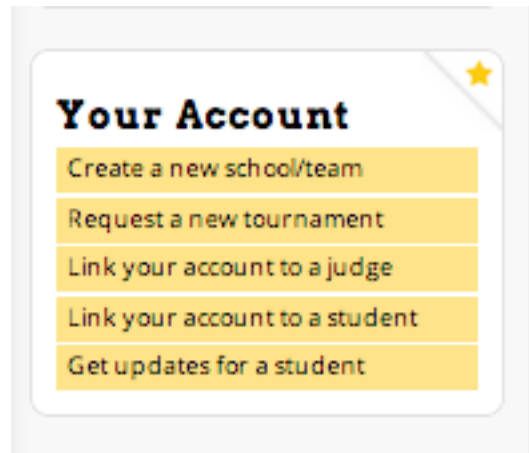 Your Account
Create a new school/team
Request a new tournament
Link your account to a judge
Link your account to a student
Get updates for a student